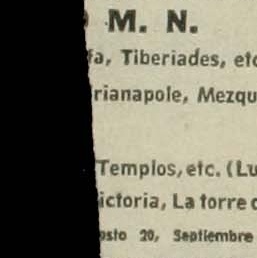 M. N.
fa, Tiberiades, etc
rianapole, Mezqu
Templos, etc. (Lu
ictoria, La torre d
osto 20, Septiembre